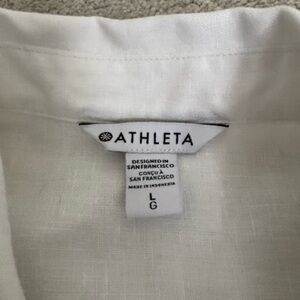 ATHLETA
DESIGNED IN
SAN FRANCISCO
CONÇU À
SAN FRANCISCO
MADE IN INDONESIA
L
G